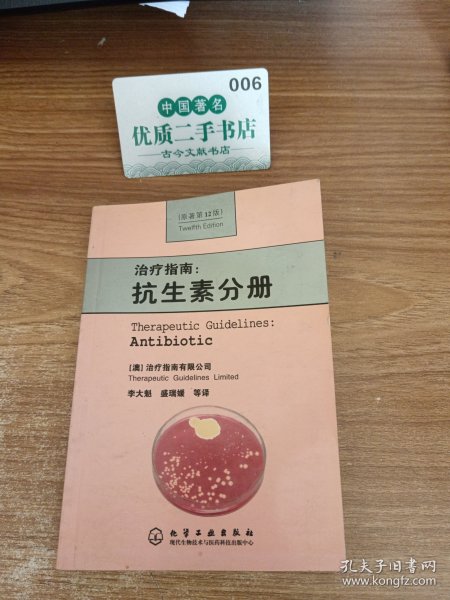 006
中国著名
优质二手书店
古今文献书店
(原著第12版)
Twelfth Edition
治疗指南:
抗生素分册
Therapeutic Guidelines:
Antibiotic
[澳]治疗指南有限公司
Therapeutic Guidelines Limited
李大魁 盛瑞媛 等译
化学工业出版社
现代生物技术与医药科技出版中心
孔夫子旧书网
www.kongfz.com